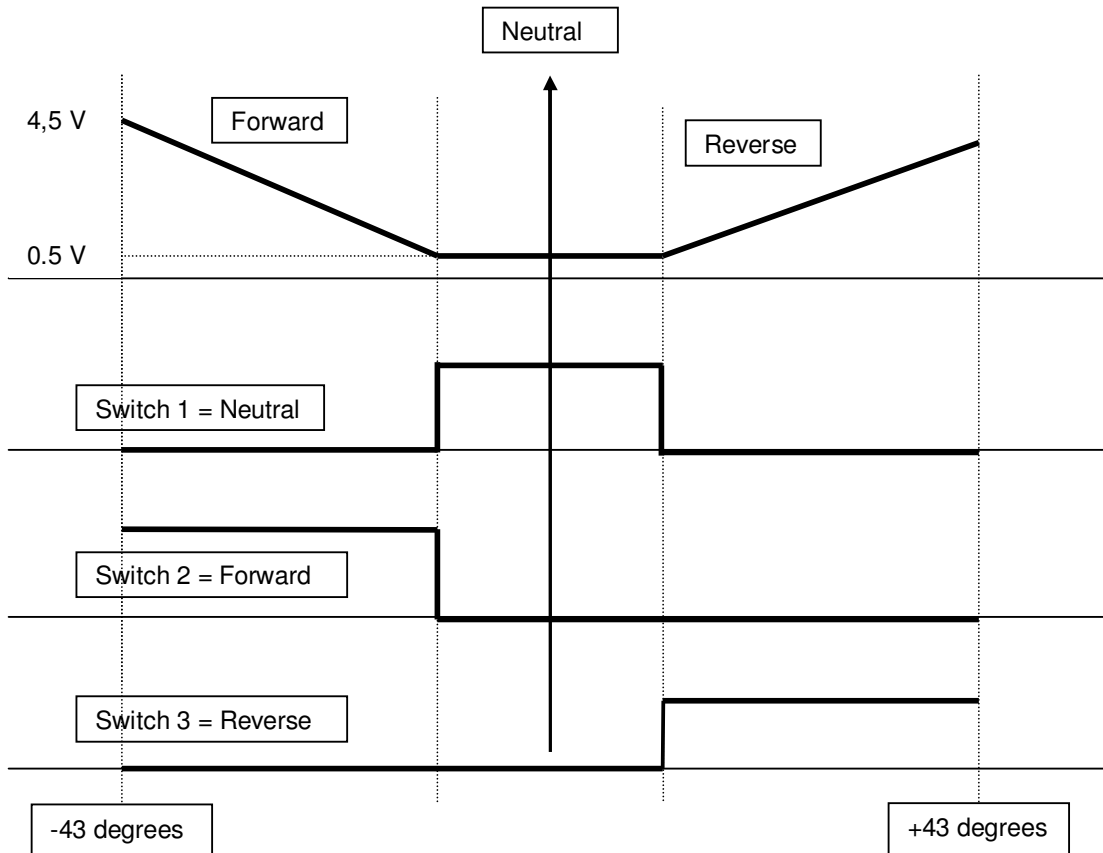 Neutral
4,5 V
Forward
Reverse
0.5 V
Switch 1 = Neutral
Switch 2 = Forward
Switch 3 = Reverse
-43 degrees
+43 degrees